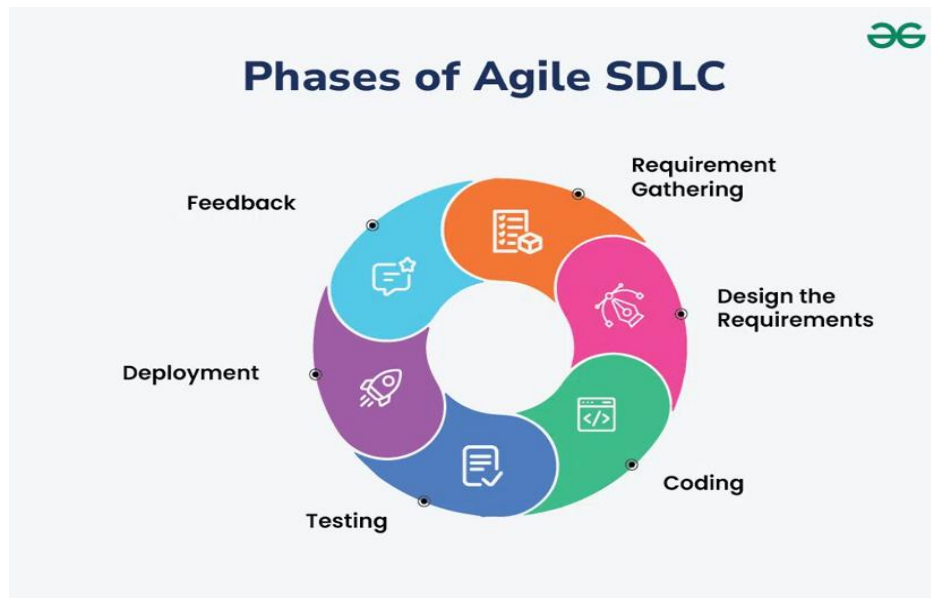 Phases of Agile SDLC
Requirement
Gathering
Design the
Requirements
Coding
Testing
Deployment
Feedback